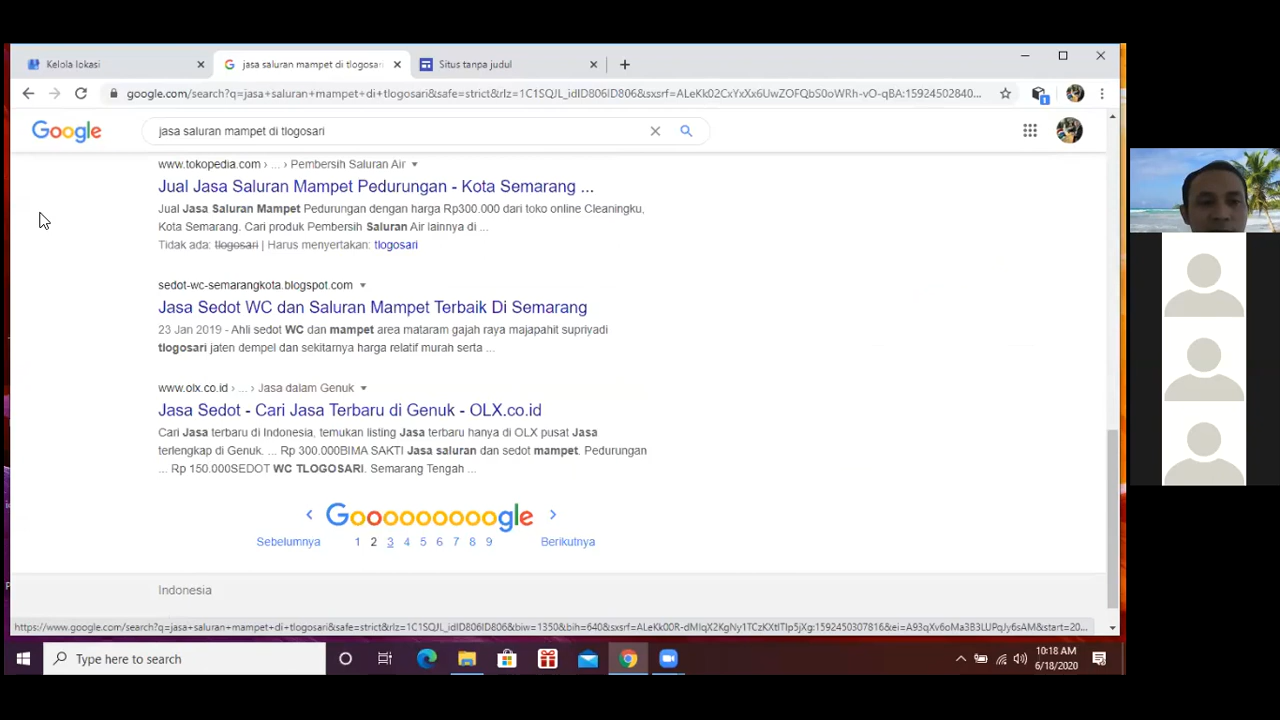 Kelola lokasi
jasa saluran mampet di tlogosari
Situs tanpa judul
google.com/search?q=jasa+saluran+mampet+di+tlogosari&safe=strict&rlz=1C1SQJL_idID806ID806&sxsrf=ALeKk02CxYxXx6UwZOFQbS0oWRh-vO-qBA:15924502840...
Google
jasa saluran mampet di tlogosari
www.tokopedia.com › ... › Pembersih Saluran Air
Jual Jasa Saluran Mampet Pedurungan - Kota Semarang ...
Jual Jasa Saluran Mampet Pedurungan dengan harga Rp300.000 dari toko online Cleaningku,
Kota Semarang. Cari produk Pembersih Saluran Air lainnya di ...
Tidak ada: tlogosari | Harus menyertakan: tlogosari
sedot-wc-semarangkota.blogspot.com
Jasa Sedot WC dan Saluran Mampet Terbaik Di Semarang
23 Jan 2019 - Ahli sedot WC dan mampet area mataram gajah raya majapahit supriyadi
tlogosari jaten dempel dan sekitarnya harga relatif murah serta ...
www.olx.co.id › ... › Jasa dalam Genuk
Jasa Sedot - Cari Jasa Terbaru di Genuk - OLX.co.id
Cari Jasa terbaru di Indonesia, temukan listing Jasa terbaru hanya di OLX pusat Jasa
terlengkap di Genuk. ... Rp 300.000BIMA SAKTI Jasa saluran dan sedot mampet. Pedurungan
... Rp 150.000SEDOT WC TLOGOSARI. Semarang Tengah ...
Gooooooooogle
Sebelumnya 1 2 3 4 5 6 7 8 9 Berikutnya
Indonesia
Type here to search
10:18 AM
6/18/2020